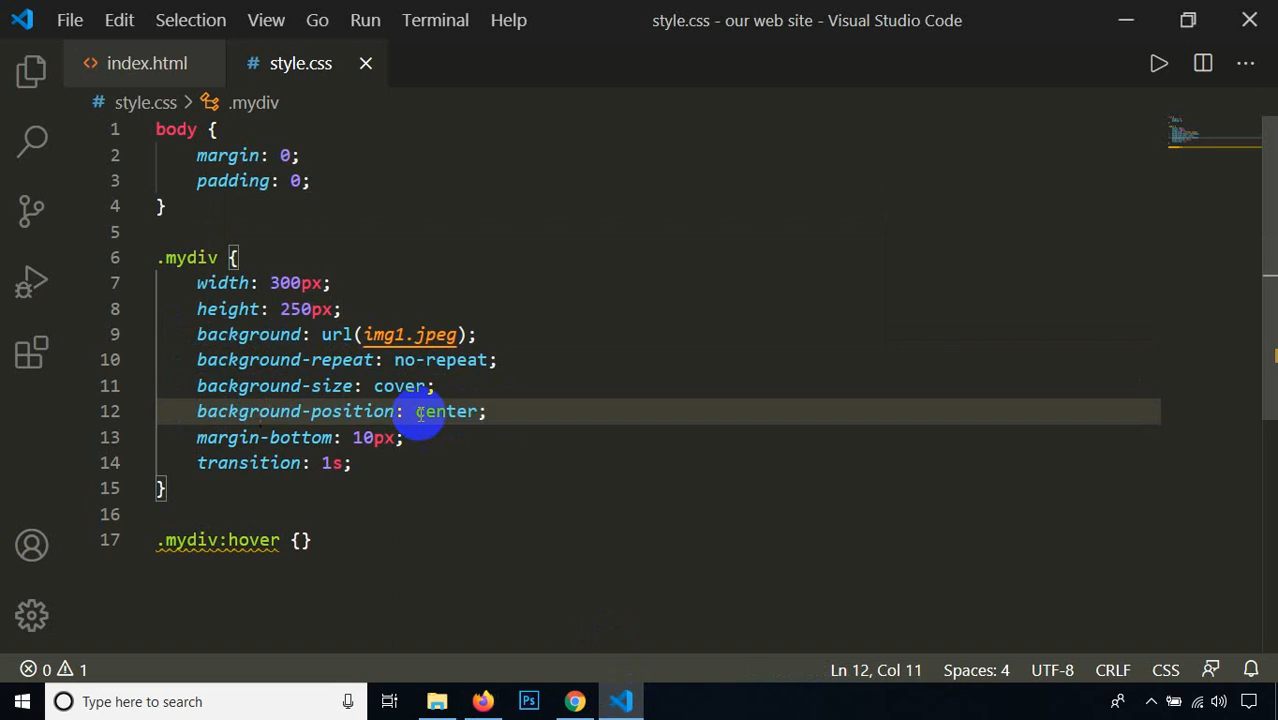 File Edit Selection View Go Run Terminal Help style.css - our web site - Visual Studio Code
<> index.html # style.css
# style.css > .mydiv
1 body {
2 margin: 0;
3 padding: 0;
4 }
5
6 .mydiv {
7 width: 300px;
8 height: 250px;
9 background: url(img1.jpeg);
10 background-repeat: no-repeat;
11 background-size: cover;
12 background-position: center;
13 margin-bottom: 10px;
14 transition: 1s;
15 }
16
17 .mydiv:hover {}
0 1 Ln 12, Col 11 Spaces: 4 UTF-8 CRLF CSS
Type here to search Ps